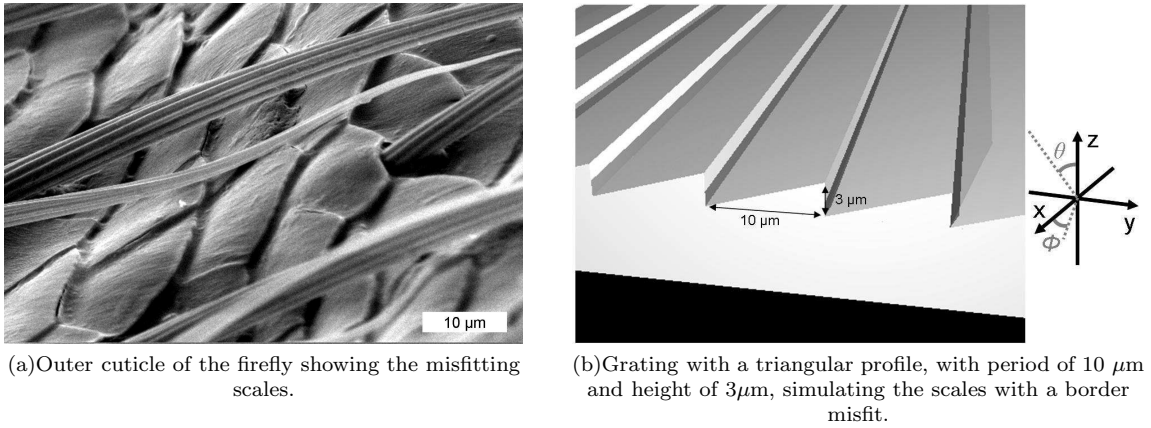 10 µm
3 µm
10 µm
θ
z
x
y
Φ
(a)Outer cuticle of the firefly showing the misfitting
scales.
(b)Grating with a triangular profile, with period of 10 µm
and height of 3µm, simulating the scales with a border
misfit.